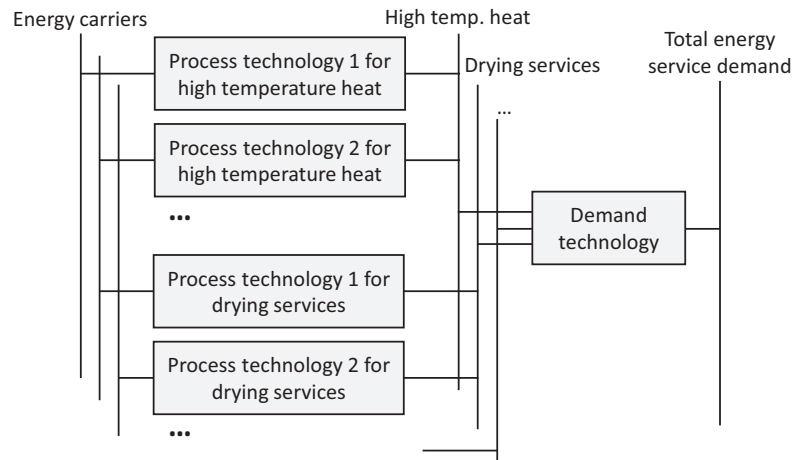 Energy carriers
High temp. heat
Total energy
service demand
Process technology 1 for
high temperature heat
Drying services
...
Process technology 2 for
high temperature heat
...
Demand
technology
Process technology 1 for
drying services
Process technology 2 for
drying services
...